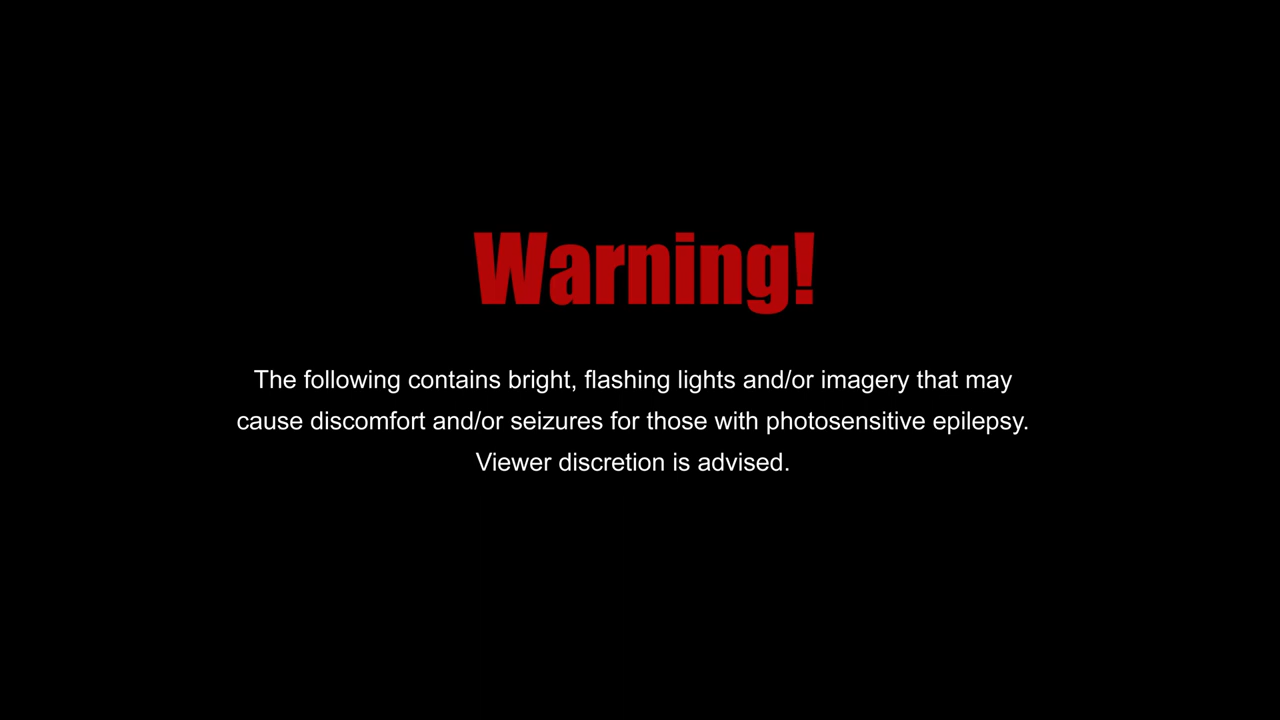 Warning!
The following contains bright, flashing lights and/or imagery that may
cause discomfort and/or seizures for those with photosensitive epilepsy.
Viewer discretion is advised.